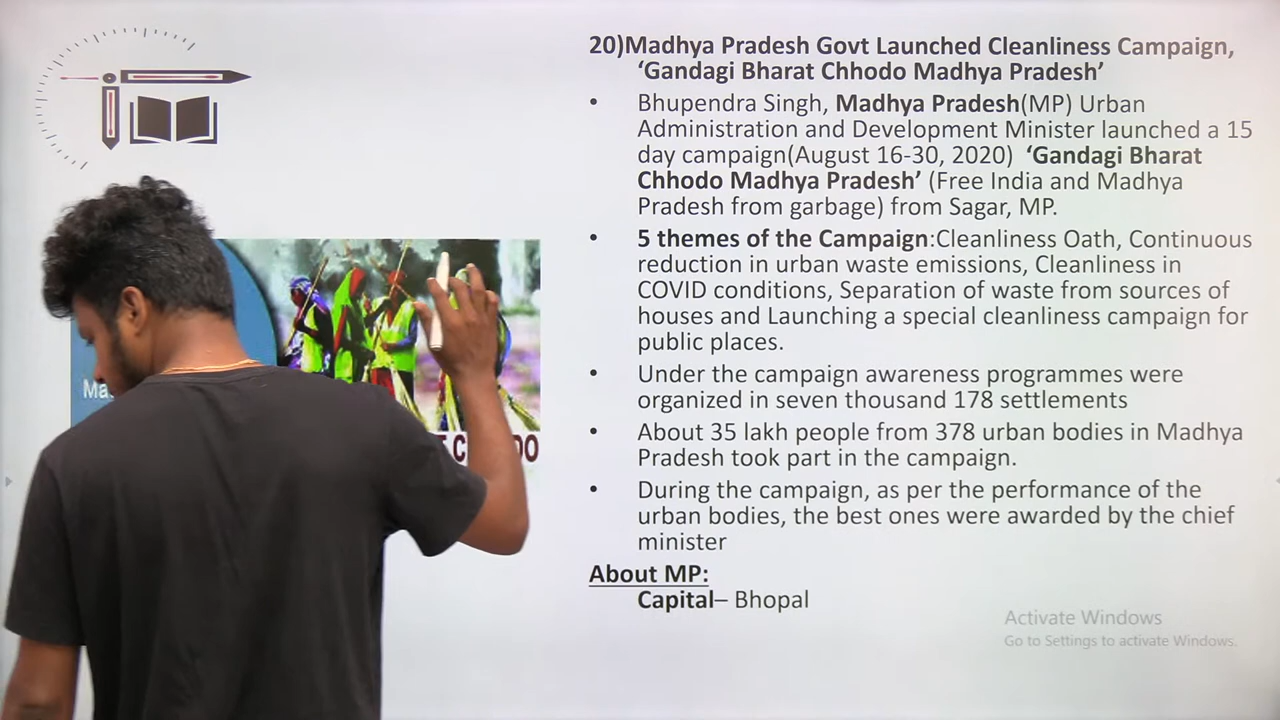 20)Madhya Pradesh Govt Launched Cleanliness Campaign,
‘Gandagi Bharat Chhodo Madhya Pradesh’
• Bhupendra Singh, Madhya Pradesh(MP) Urban
Administration and Development Minister launched a 15
day campaign(August 16-30, 2020) ‘Gandagi Bharat
Chhodo Madhya Pradesh’ (Free India and Madhya
Pradesh from garbage) from Sagar, MP.
• 5 themes of the Campaign:Cleanliness Oath, Continuous
reduction in urban waste emissions, Cleanliness in
COVID conditions, Separation of waste from sources of
houses and Launching a special cleanliness campaign for
public places.
• Under the campaign awareness programmes were
organized in seven thousand 178 settlements
• About 35 lakh people from 378 urban bodies in Madhya
Pradesh took part in the campaign.
• During the campaign, as per the performance of the
urban bodies, the best ones were awarded by the chief
minister
About MP:
Capital– Bhopal
Activate Windows
Go to Settings to activate Windows.